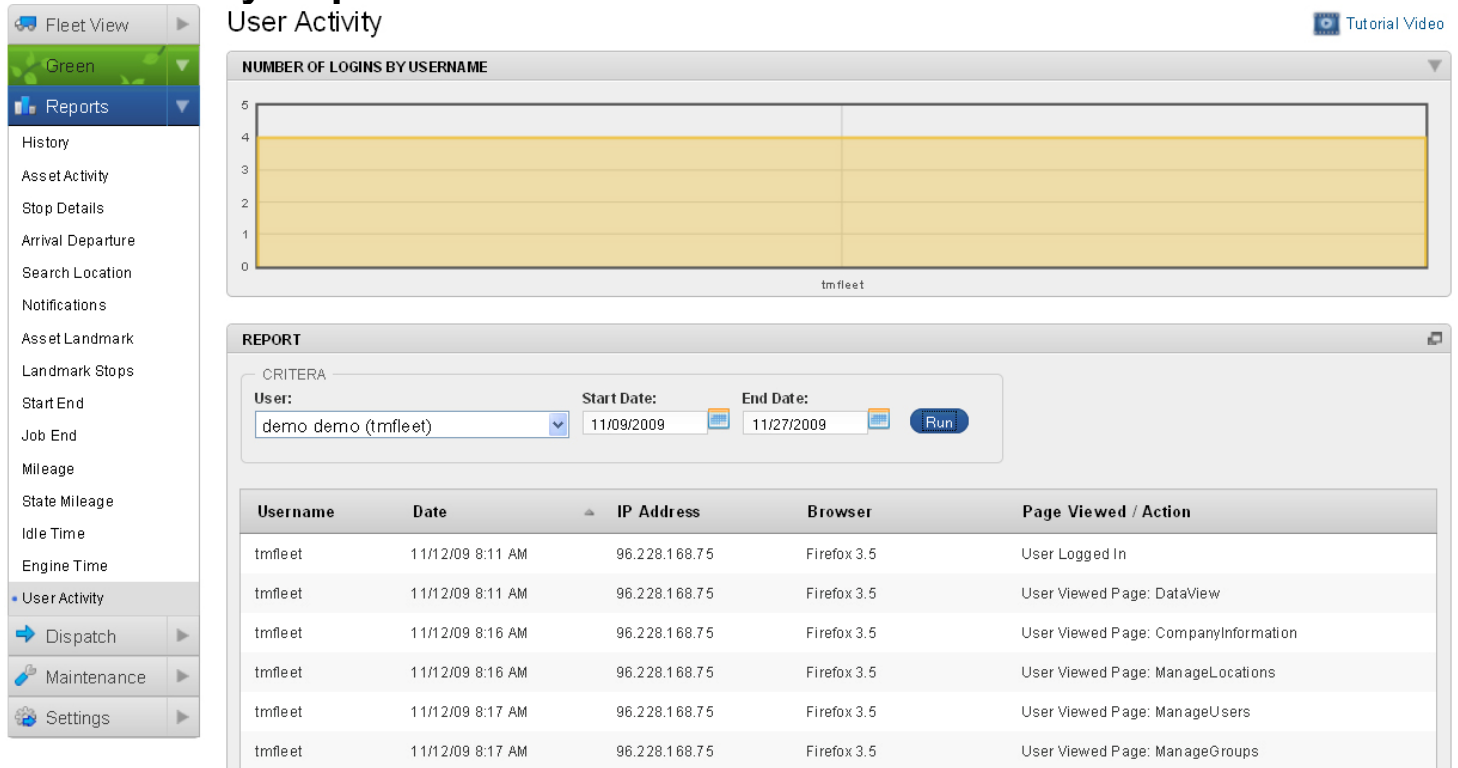 Fleet View
Green
Reports
History
Asset Activity
Stop Details
Arrival Departure
Search Location
Notifications
Asset Landmark
Landmark Stops
Start End
Job End
Mileage
State Mileage
Idle Time
Engine Time
User Activity
Dispatch
Maintenance
Settings
User Activity
Tutorial Video
NUMBER OF LOGINS BY USERNAME
5
4
3
2
1
0
tmfleet
REPORT
CRITERA
User: Start Date: End Date:
demo demo (tmfleet) 11/09/2009 11/27/2009 Run
Username Date IP Address Browser Page Viewed / Action
tmfleet 11/12/09 8:11 AM 96.228.168.75 Firefox 3.5 User Logged In
tmfleet 11/12/09 8:11 AM 96.228.168.75 Firefox 3.5 User Viewed Page: DataView
tmfleet 11/12/09 8:16 AM 96.228.168.75 Firefox 3.5 User Viewed Page: CompanyInformation
tmfleet 11/12/09 8:16 AM 96.228.168.75 Firefox 3.5 User Viewed Page: ManageLocations
tmfleet 11/12/09 8:17 AM 96.228.168.75 Firefox 3.5 User Viewed Page: ManageUsers
tmfleet 11/12/09 8:17 AM 96.228.168.75 Firefox 3.5 User Viewed Page: ManageGroups